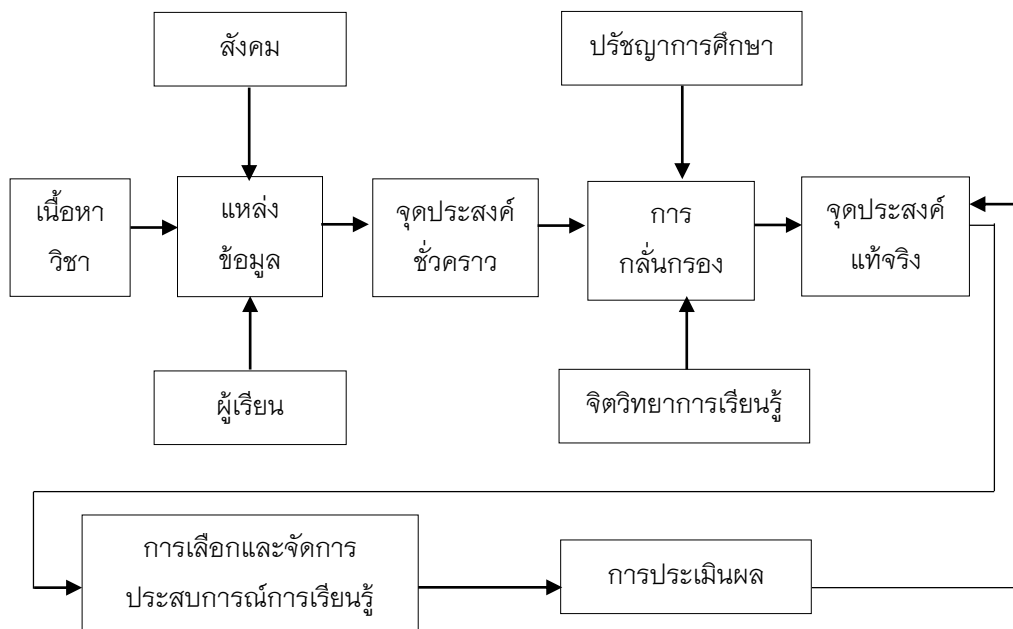 สังคม
ปรัชญาการศึกษา
เนื้อหา
วิชา
แหล่ง
ข้อมูล
จุดประสงค์
ชั่วคราว
การ
กลั่นกรอง
จุดประสงค์
แท้จริง
ผู้เรียน
จิตวิทยาการเรียนรู้
การเลือกและจัดการ
ประสบการณ์การเรียนรู้
การประเมินผล